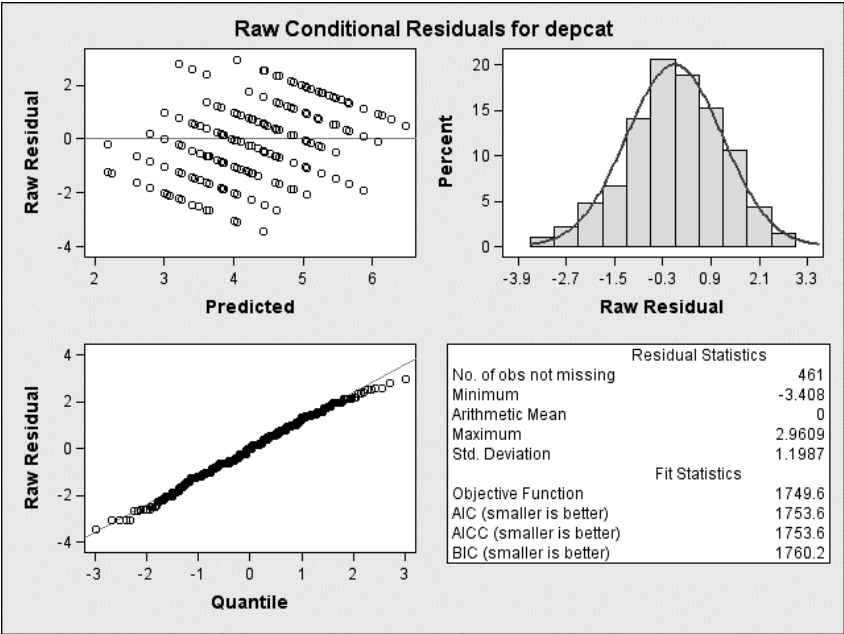 Raw Conditional Residuals for depcat
Raw Residual
2
0
-2
-4
2 3 4 5 6
Predicted
Percent
20
15
10
5
0
-3.9 -2.7 -1.5 -0.3 0.9 2.1 3.3
Raw Residual
Raw Residual
4
2
0
-2
-4
-3 -2 -1 0 1 2 3
Quantile
Residual Statistics
No. of obs not missing 461
Minimum -3.408
Arithmetic Mean 0
Maximum 2.9609
Std. Deviation 1.1987
Fit Statistics
Objective Function 1749.6
AIC (smaller is better) 1753.6
AICC (smaller is better) 1753.6
BIC (smaller is better) 1760.2